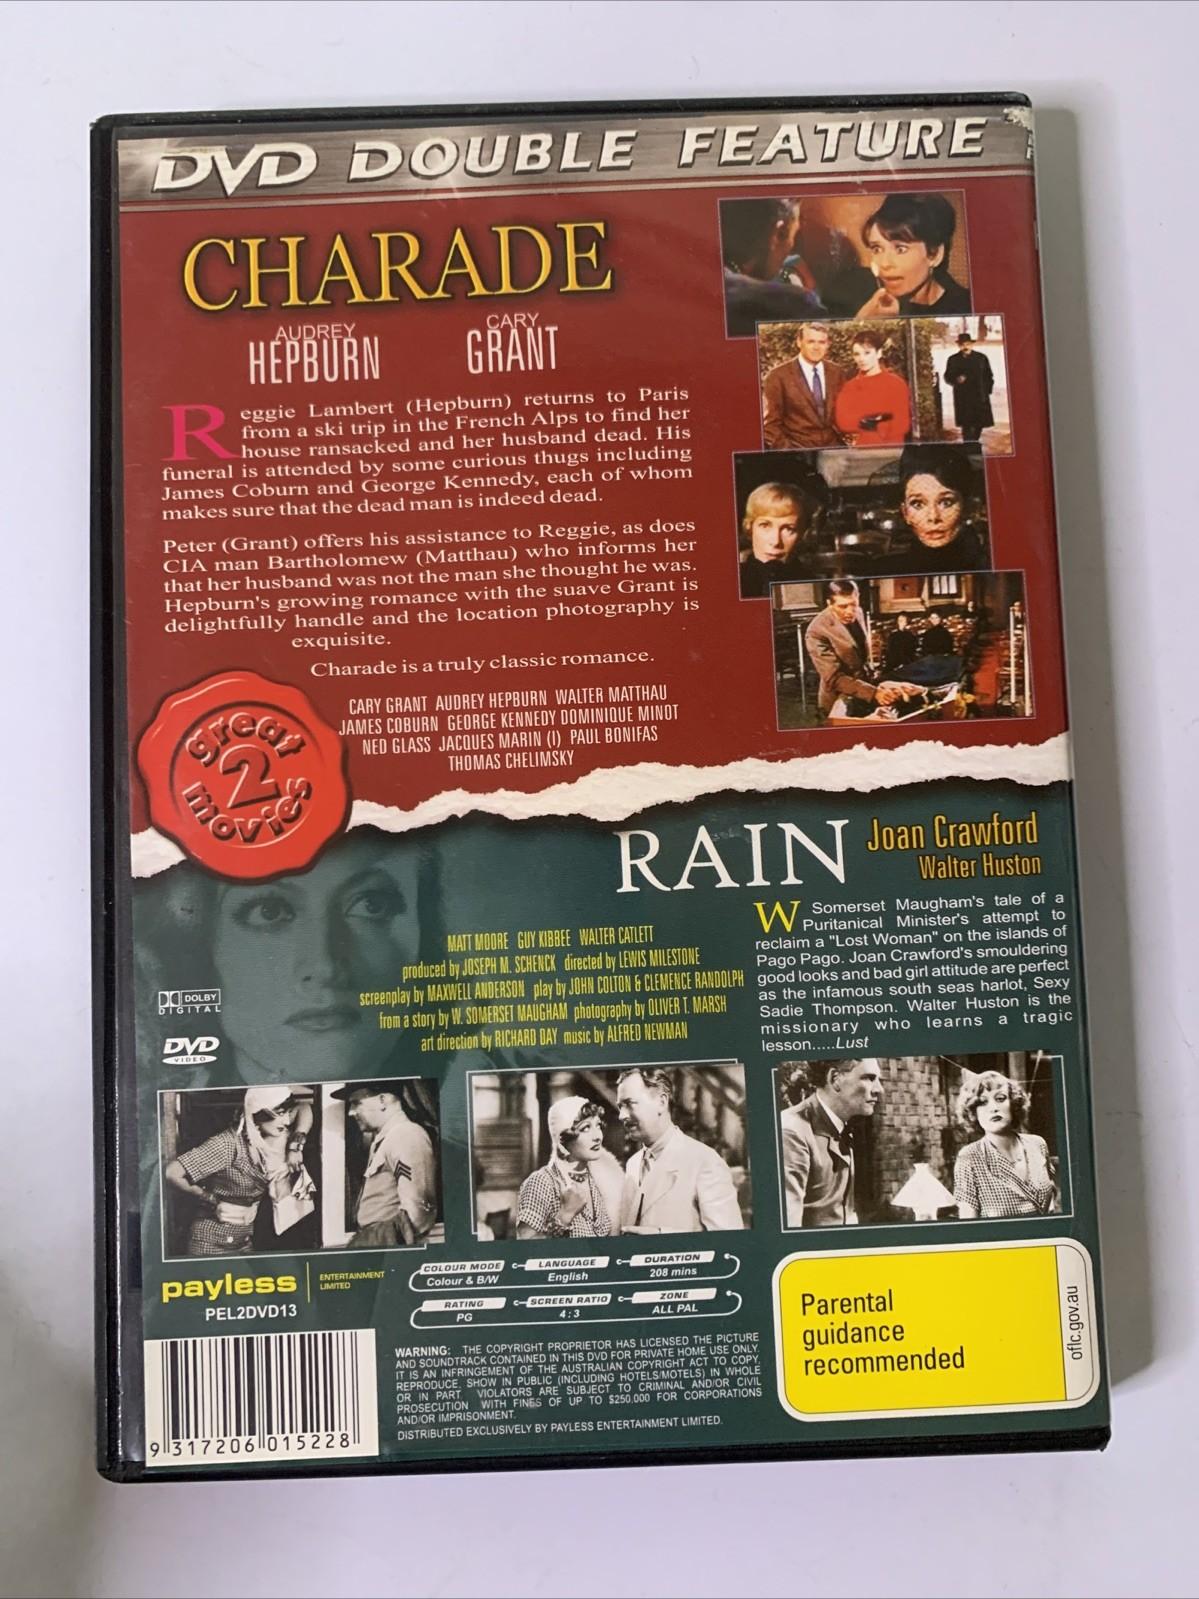 DVD DOUBLE FEATURE
CHARADE
AUDREY
HEPBURN
CARY
GRANT
Reggie Lambert (Hepburn) returns to Paris
from a ski trip in the French Alps to find her
house ransacked and her husband dead. His
funeral is attended by some curious thugs including
James Coburn and George Kennedy, each of whom
makes sure that the dead man is indeed dead.
Peter (Grant) offers his assistance to Reggie, as does
CIA man Bartholomew (Matthau) who informs her
that her husband was not the man she thought he was.
Hepburn's growing romance with the suave Grant is
delightfully handle and the location photography is
exquisite.
Charade is a truly classic romance.
CARY GRANT AUDREY HEPBURN WALTER MATTHAU
JAMES COBURN GEORGE KENNEDY DOMINIQUE MINOT
NED GLASS JACQUES MARIN (I) PAUL BONIFAS
THOMAS CHELIMSKY
great
2
movies
RAIN
Joan Crawford
Walter Huston
W Somerset Maugham's tale of a
Puritanical Minister's attempt to
reclaim a "Lost Woman" on the islands of
Pago Pago. Joan Crawford's smouldering
good looks and bad girl attitude are perfect
as the infamous south seas harlot, Sexy
Sadie Thompson. Walter Huston is the
missionary who learns a tragic
lesson.....Lust
MATT MOORE GUY KIBBEE WALTER CATLETT
produced by JOSEPH M. SCHENCK directed by LEWIS MILESTONE
screenplay by MAXWELL ANDERSON play by JOHN COLTON & CLEMENCE RANDOLPH
from a story by W. SOMERSET MAUGHAM photography by OLIVER T. MARSH
art direction by RICHARD DAY music by ALFRED NEWMAN
DOLBY
DIGITAL
DVD
VIDEO
payless
ENTERTAINMENT
LIMITED
PEL2DVD13
COLOUR MODE LANGUAGE DURATION
Colour & B/W English 208 mins
RATING SCREEN RATIO ZONE
PG 4:3 ALL PAL
WARNING: THE COPYRIGHT PROPRIETOR HAS LICENSED THE PICTURE
AND SOUNDTRACK CONTAINED IN THIS DVD FOR PRIVATE HOME USE ONLY.
IT IS AN INFRINGEMENT OF THE AUSTRALIAN COPYRIGHT ACT TO COPY,
REPRODUCE, SHOW IN PUBLIC (INCLUDING HOTELS/MOTELS) IN WHOLE
OR IN PART. VIOLATORS ARE SUBJECT TO CRIMINAL AND/OR CIVIL
PROSECUTION WITH FINES OF UP TO $250,000 FOR CORPORATIONS
AND/OR IMPRISONMENT.
DISTRIBUTED EXCLUSIVELY BY PAYLESS ENTERTAINMENT LIMITED.
Parental
guidance
recommended
oflc.gov.au
9 317206 015228